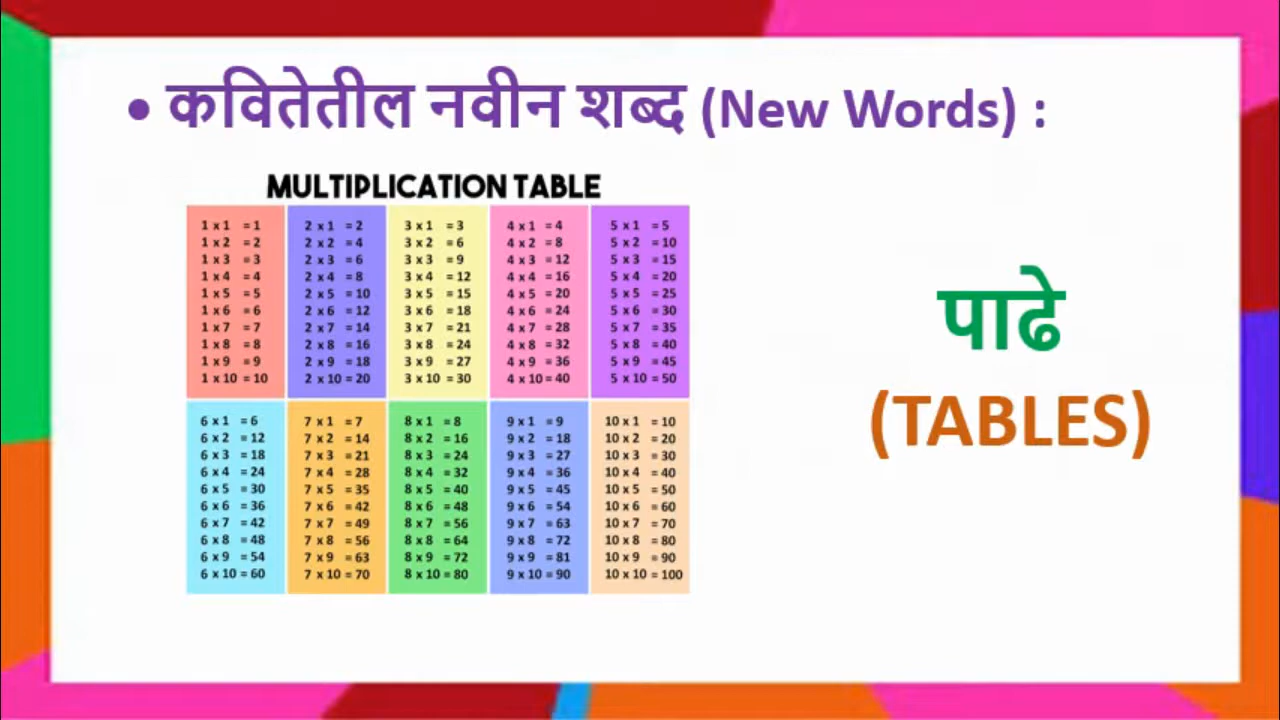 • कवितेतील नवीन शब्द (New Words) :
MULTIPLICATION TABLE
1 x 1 = 1
1 x 2 = 2
1 x 3 = 3
1 x 4 = 4
1 x 5 = 5
1 x 6 = 6
1 x 7 = 7
1 x 8 = 8
1 x 9 = 9
1 x 10 = 10
2 x 1 = 2
2 x 2 = 4
2 x 3 = 6
2 x 4 = 8
2 x 5 = 10
2 x 6 = 12
2 x 7 = 14
2 x 8 = 16
2 x 9 = 18
2 x 10 = 20
3 x 1 = 3
3 x 2 = 6
3 x 3 = 9
3 x 4 = 12
3 x 5 = 15
3 x 6 = 18
3 x 7 = 21
3 x 8 = 24
3 x 9 = 27
3 x 10 = 30
4 x 1 = 4
4 x 2 = 8
4 x 3 = 12
4 x 4 = 16
4 x 5 = 20
4 x 6 = 24
4 x 7 = 28
4 x 8 = 32
4 x 9 = 36
4 x 10 = 40
5 x 1 = 5
5 x 2 = 10
5 x 3 = 15
5 x 4 = 20
5 x 5 = 25
5 x 6 = 30
5 x 7 = 35
5 x 8 = 40
5 x 9 = 45
5 x 10 = 50
6 x 1 = 6
6 x 2 = 12
6 x 3 = 18
6 x 4 = 24
6 x 5 = 30
6 x 6 = 36
6 x 7 = 42
6 x 8 = 48
6 x 9 = 54
6 x 10 = 60
7 x 1 = 7
7 x 2 = 14
7 x 3 = 21
7 x 4 = 28
7 x 5 = 35
7 x 6 = 42
7 x 7 = 49
7 x 8 = 56
7 x 9 = 63
7 x 10 = 70
8 x 1 = 8
8 x 2 = 16
8 x 3 = 24
8 x 4 = 32
8 x 5 = 40
8 x 6 = 48
8 x 7 = 56
8 x 8 = 64
8 x 9 = 72
8 x 10 = 80
9 x 1 = 9
9 x 2 = 18
9 x 3 = 27
9 x 4 = 36
9 x 5 = 45
9 x 6 = 54
9 x 7 = 63
9 x 8 = 72
9 x 9 = 81
9 x 10 = 90
10 x 1 = 10
10 x 2 = 20
10 x 3 = 30
10 x 4 = 40
10 x 5 = 50
10 x 6 = 60
10 x 7 = 70
10 x 8 = 80
10 x 9 = 90
10 x 10 = 100
पाढे
(TABLES)